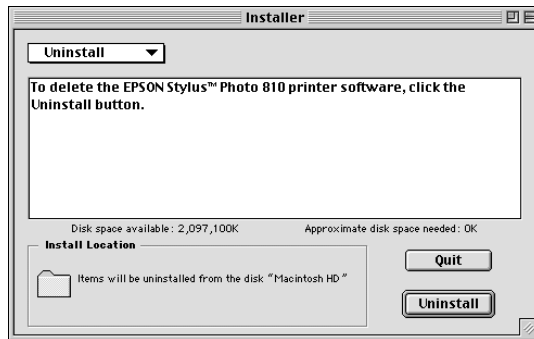 Installer
Uninstall
To delete the EPSON Stylus™ Photo 810 printer software, click the
Uninstall button.
Disk space available: 2,097,100K Approximate disk space needed: 0K
Install Location
Items will be uninstalled from the disk "Macintosh HD"
Quit
Uninstall